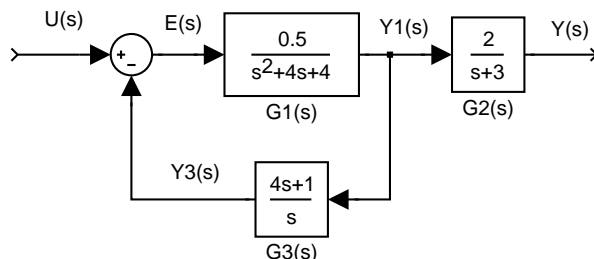 U(s)
E(s)
Y1(s)
Y(s)
+
-
0.5
s²+4s+4
G1(s)
2
s+3
G2(s)
Y3(s)
4s+1
s
G3(s)